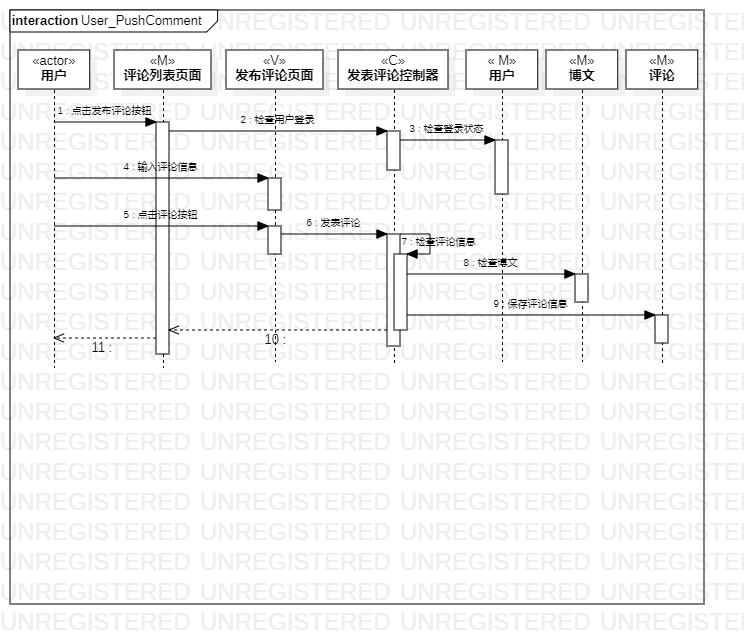 interaction User_PushComment
«actor»
用户
«M»
评论列表页面
«V»
发布评论页面
«C»
发表评论控制器
« M»
用户
«M»
博文
«M»
评论
1 : 点击发布评论按钮
2 : 检查用户登录
3 : 检查登录状态
4 : 输入评论信息
5 : 点击评论按钮
6 : 发表评论
7 : 检查评论信息
8 : 检查博文
9 : 保存评论信息
10 :
11 :
UNREGISTERED UNREGISTERED UNREGISTERED UNREGISTERED